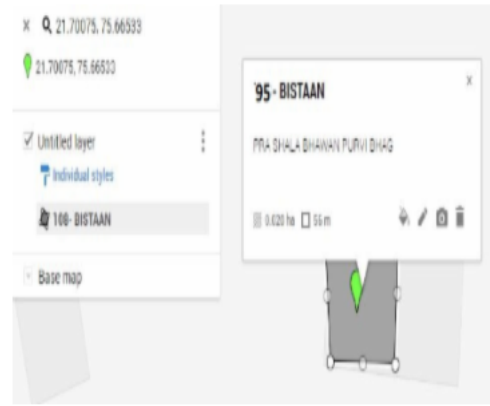 21.70075, 75.66533
21.70075, 75.66533
Untitled layer
Individual styles
108- BISTAAN
Base map
95 - BISTAAN
PRA SHALA BHAWAN PURVI BHAG
0.020 ha 56 m